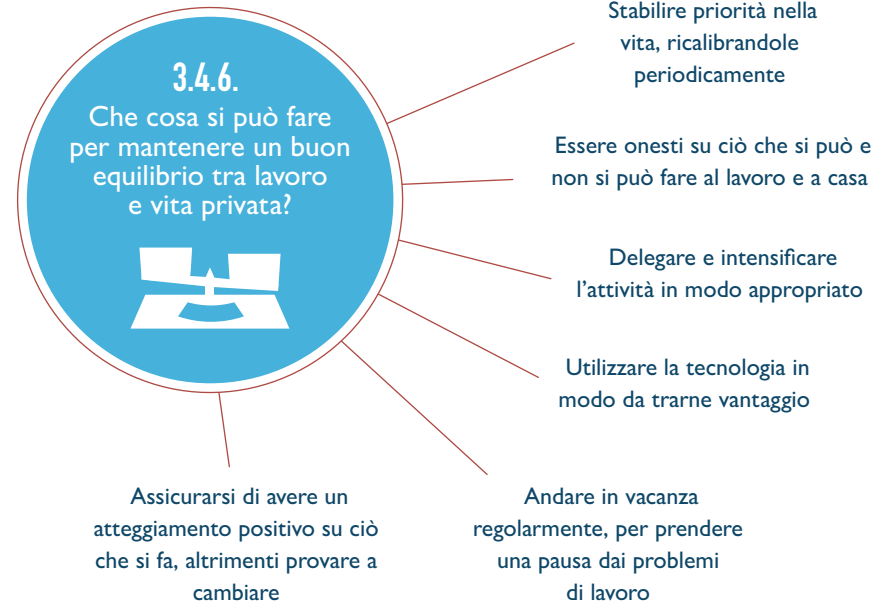 3.4.6.
Che cosa si può fare
per mantenere un buon
equilibrio tra lavoro
e vita privata?
Stabilire priorità nella
vita, ricalibrandole
periodicamente
Essere onesti su ciò che si può e
non si può fare al lavoro e a casa
Delegare e intensificare
l’attività in modo appropriato
Utilizzare la tecnologia in
modo da trarne vantaggio
Andare in vacanza
regolarmente, per prendere
una pausa dai problemi
di lavoro
Assicurarsi di avere un
atteggiamento positivo su ciò
che si fa, altrimenti provare a
cambiare